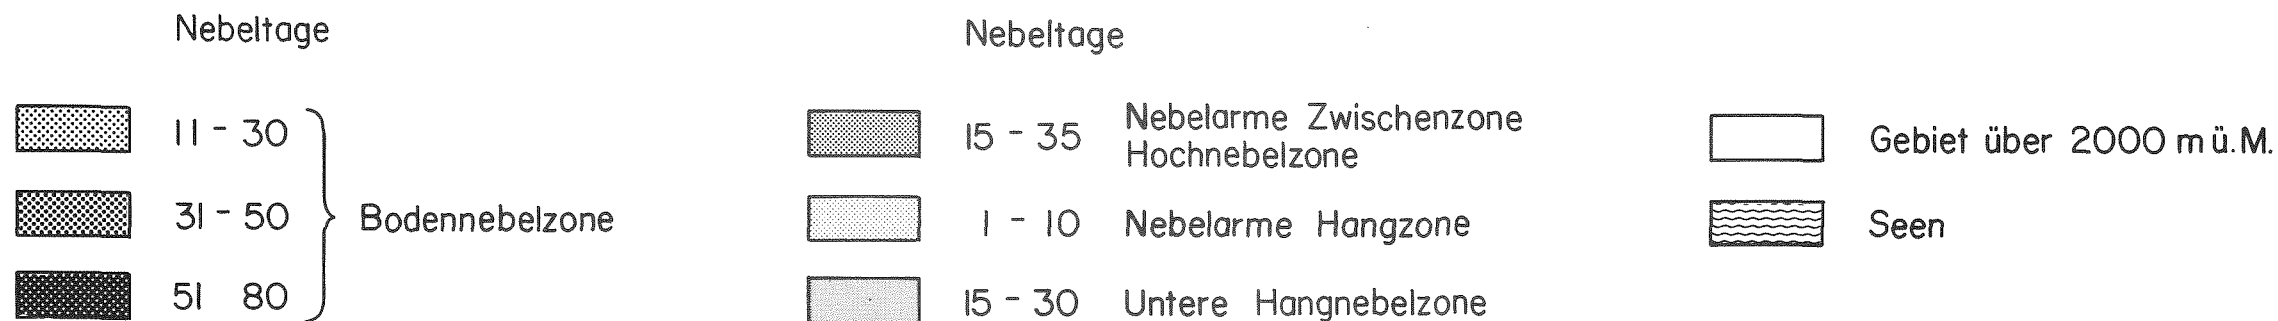 Nebeltage
11 - 30
31 - 50
51 80
Bodennebelzone
Nebeltage
15 - 35 Nebelarme Zwischenzone
Hochnebelzone
1 - 10 Nebelarme Hangzone
15 - 30 Untere Hangnebelzone
Gebiet über 2000 m ü. M.
Seen